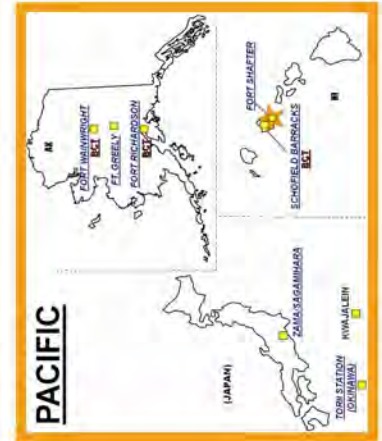 PACIFIC
AK
FORT WAINWRIGHT
BCT
FT. GREELY
FORT RICHARDSON
BCT
FORT SHAFTER
HI
SCHOFIELD BARRACKS
BCT
(JAPAN)
ZAMA/SAGAMIHARA
KWAJALEIN
TORII STATION
(OKINAWA)